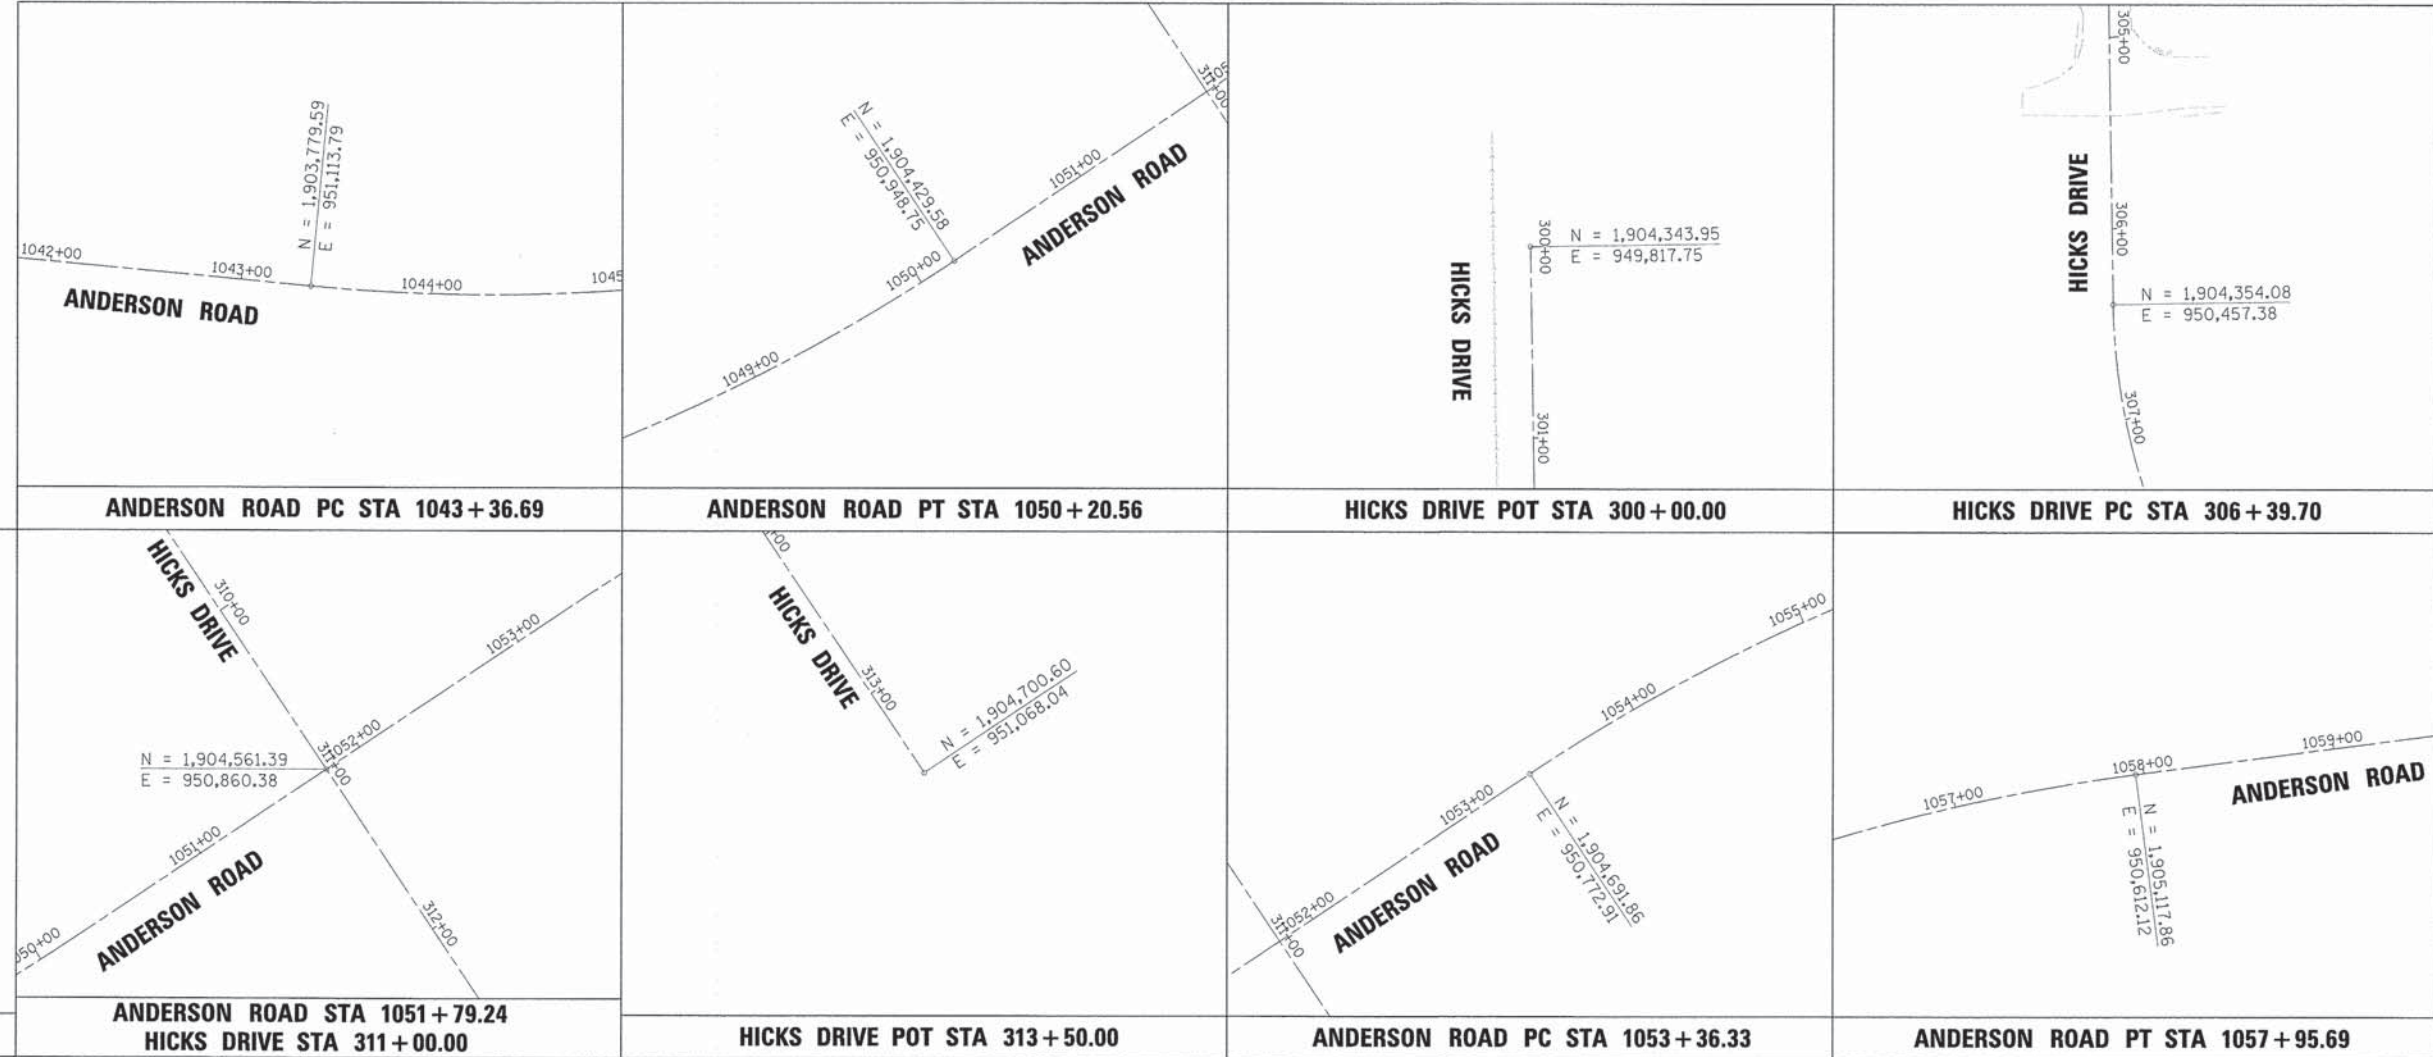 N = 1,903,779.59
E = 951,113.79
1042+00
1043+00
1044+00
1045
ANDERSON ROAD
ANDERSON ROAD PC STA 1043+36.69
N = 1,904,429.58
E = 950,948.75
311+00
105
1051+00
1050+00
1049+00
ANDERSON ROAD
ANDERSON ROAD PT STA 1050+20.56
300+00
N = 1,904,343.95
E = 949,817.75
HICKS DRIVE
301+00
HICKS DRIVE POT STA 300+00.00
305+00
HICKS DRIVE
306+00
N = 1,904,354.08
E = 950,457.38
307+00
HICKS DRIVE PC STA 306+39.70
HICKS DRIVE
310+00
1053+00
1052+00
311+00
N = 1,904,561.39
E = 950,860.38
1051+00
ANDERSON ROAD
050+00
312+00
ANDERSON ROAD STA 1051+79.24
HICKS DRIVE STA 311+00.00
+00
HICKS DRIVE
313+00
N = 1,904,700.60
E = 951,068.04
HICKS DRIVE POT STA 313+50.00
1055+00
1054+00
1053+00
N = 1,904,691.86
E = 950,772.91
ANDERSON ROAD
1052+00
311+00
ANDERSON ROAD PC STA 1053+36.33
1059+00
1058+00
1057+00
ANDERSON ROAD
N = 1,905,117.86
E = 950,612.12
ANDERSON ROAD PT STA 1057+95.69